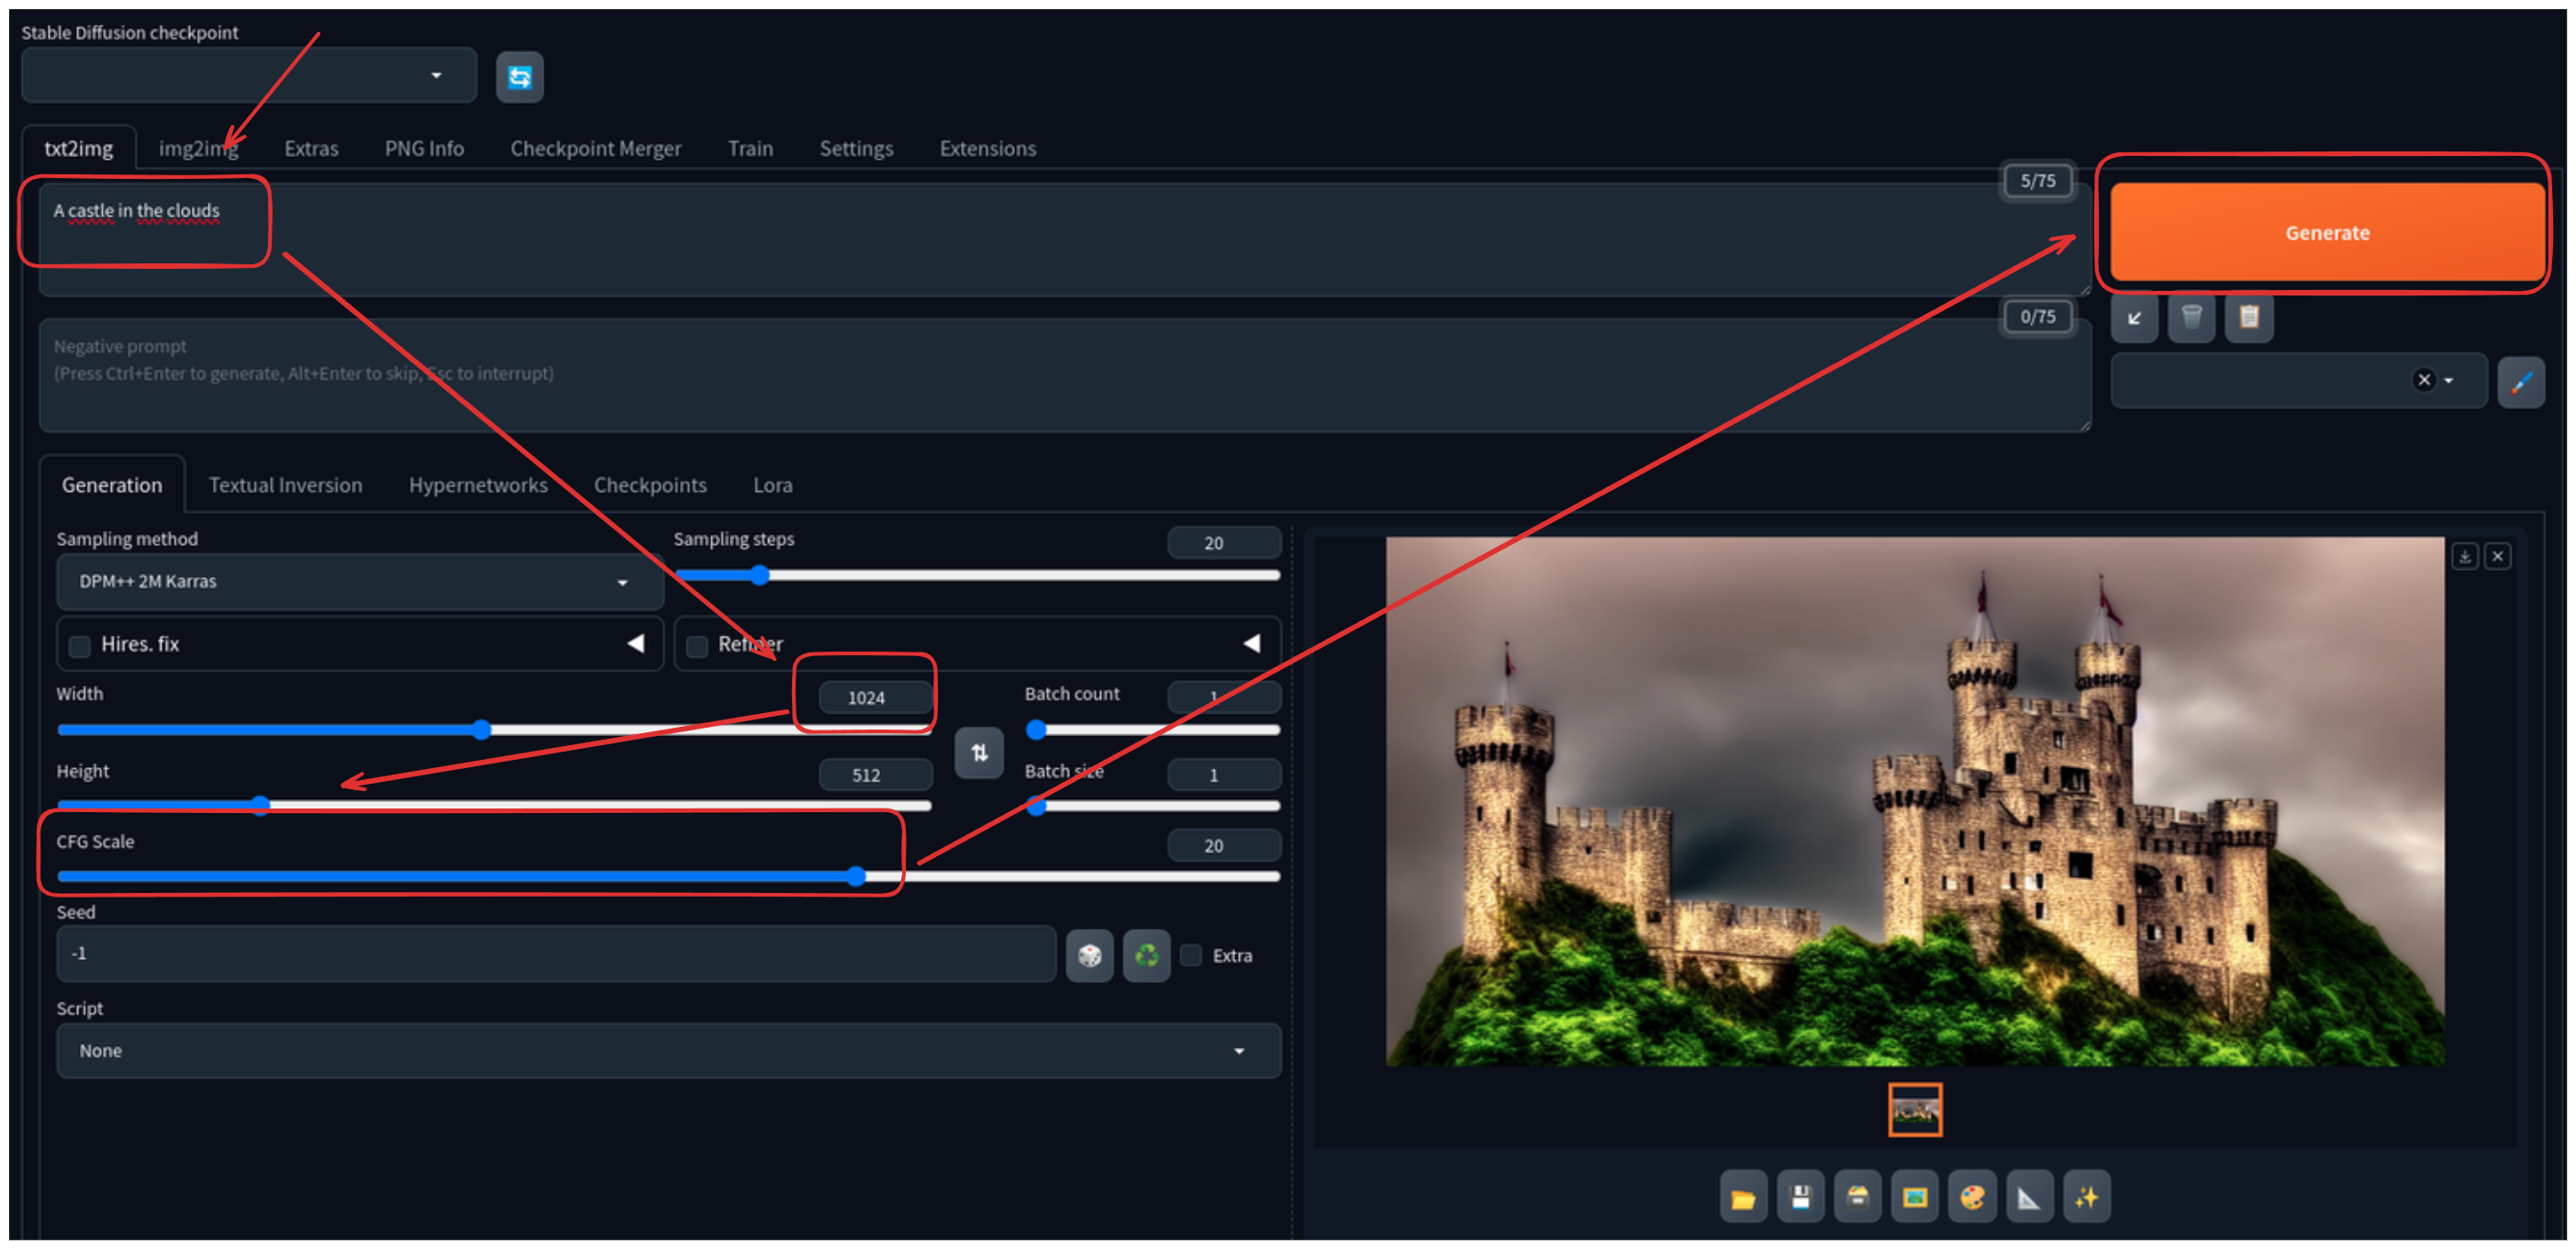 Stable Diffusion checkpoint
txt2img img2img Extras PNG Info Checkpoint Merger Train Settings Extensions
5/75
A castle in the clouds
Generate
0/75
Negative prompt
(Press Ctrl+Enter to generate, Alt+Enter to skip, Esc to interrupt)
Generation Textual Inversion Hypernetworks Checkpoints Lora
Sampling method
DPM++ 2M Karras
Sampling steps
20
Hires. fix
Refiner
Width
1024
Batch count
1
Height
512
Batch size
1
CFG Scale
20
Seed
-1
Extra
Script
None